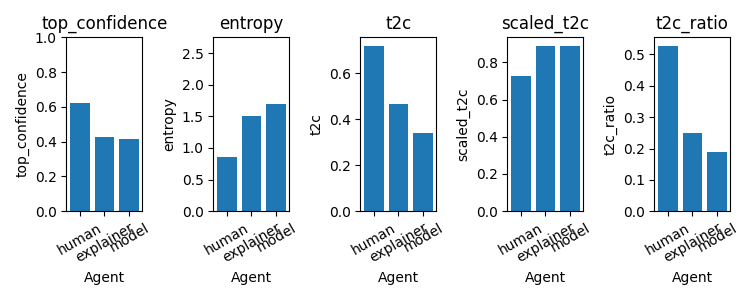 top_confidence
1.0
0.8
0.6
0.4
0.2
0.0
top_confidence
human
explainer
model
Agent
entropy
2.5
2.0
1.5
1.0
0.5
0.0
entropy
human
explainer
model
Agent
t2c
0.6
0.4
0.2
0.0
t2c
human
explainer
model
Agent
scaled_t2c
0.8
0.6
0.4
0.2
0.0
scaled_t2c
human
explainer
model
Agent
t2c_ratio
0.5
0.4
0.3
0.2
0.1
0.0
t2c_ratio
human
explainer
model
Agent